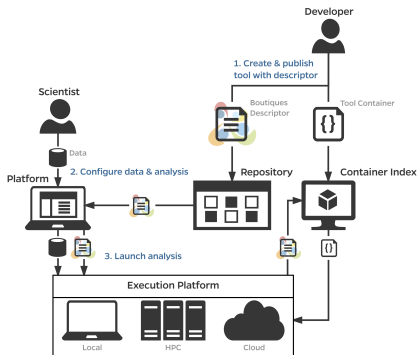 Developer
1. Create & publish
tool with descriptor
Scientist
Boutiques
Descriptor
Tool Container
{}
Data
2. Configure data & analysis
Repository
Container Index
Platform
{}
3. Launch analysis
Execution Platform
Local
HPC
Cloud